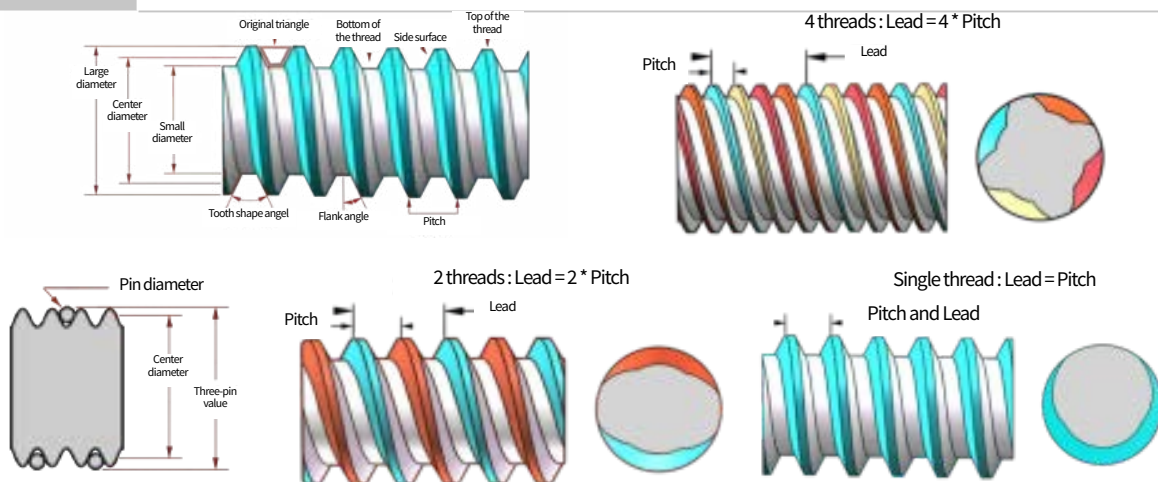 Original triangle
Bottom of
the thread
Side surface
Top of the
thread
Large
diameter
Center
diameter
Small
diameter
Tooth shape angel
Flank angle
Pitch
4 threads : Lead = 4 * Pitch
Pitch
Lead
Pin diameter
Center
diameter
Three-pin
value
2 threads : Lead = 2 * Pitch
Pitch
Lead
Single thread : Lead = Pitch
Pitch and Lead